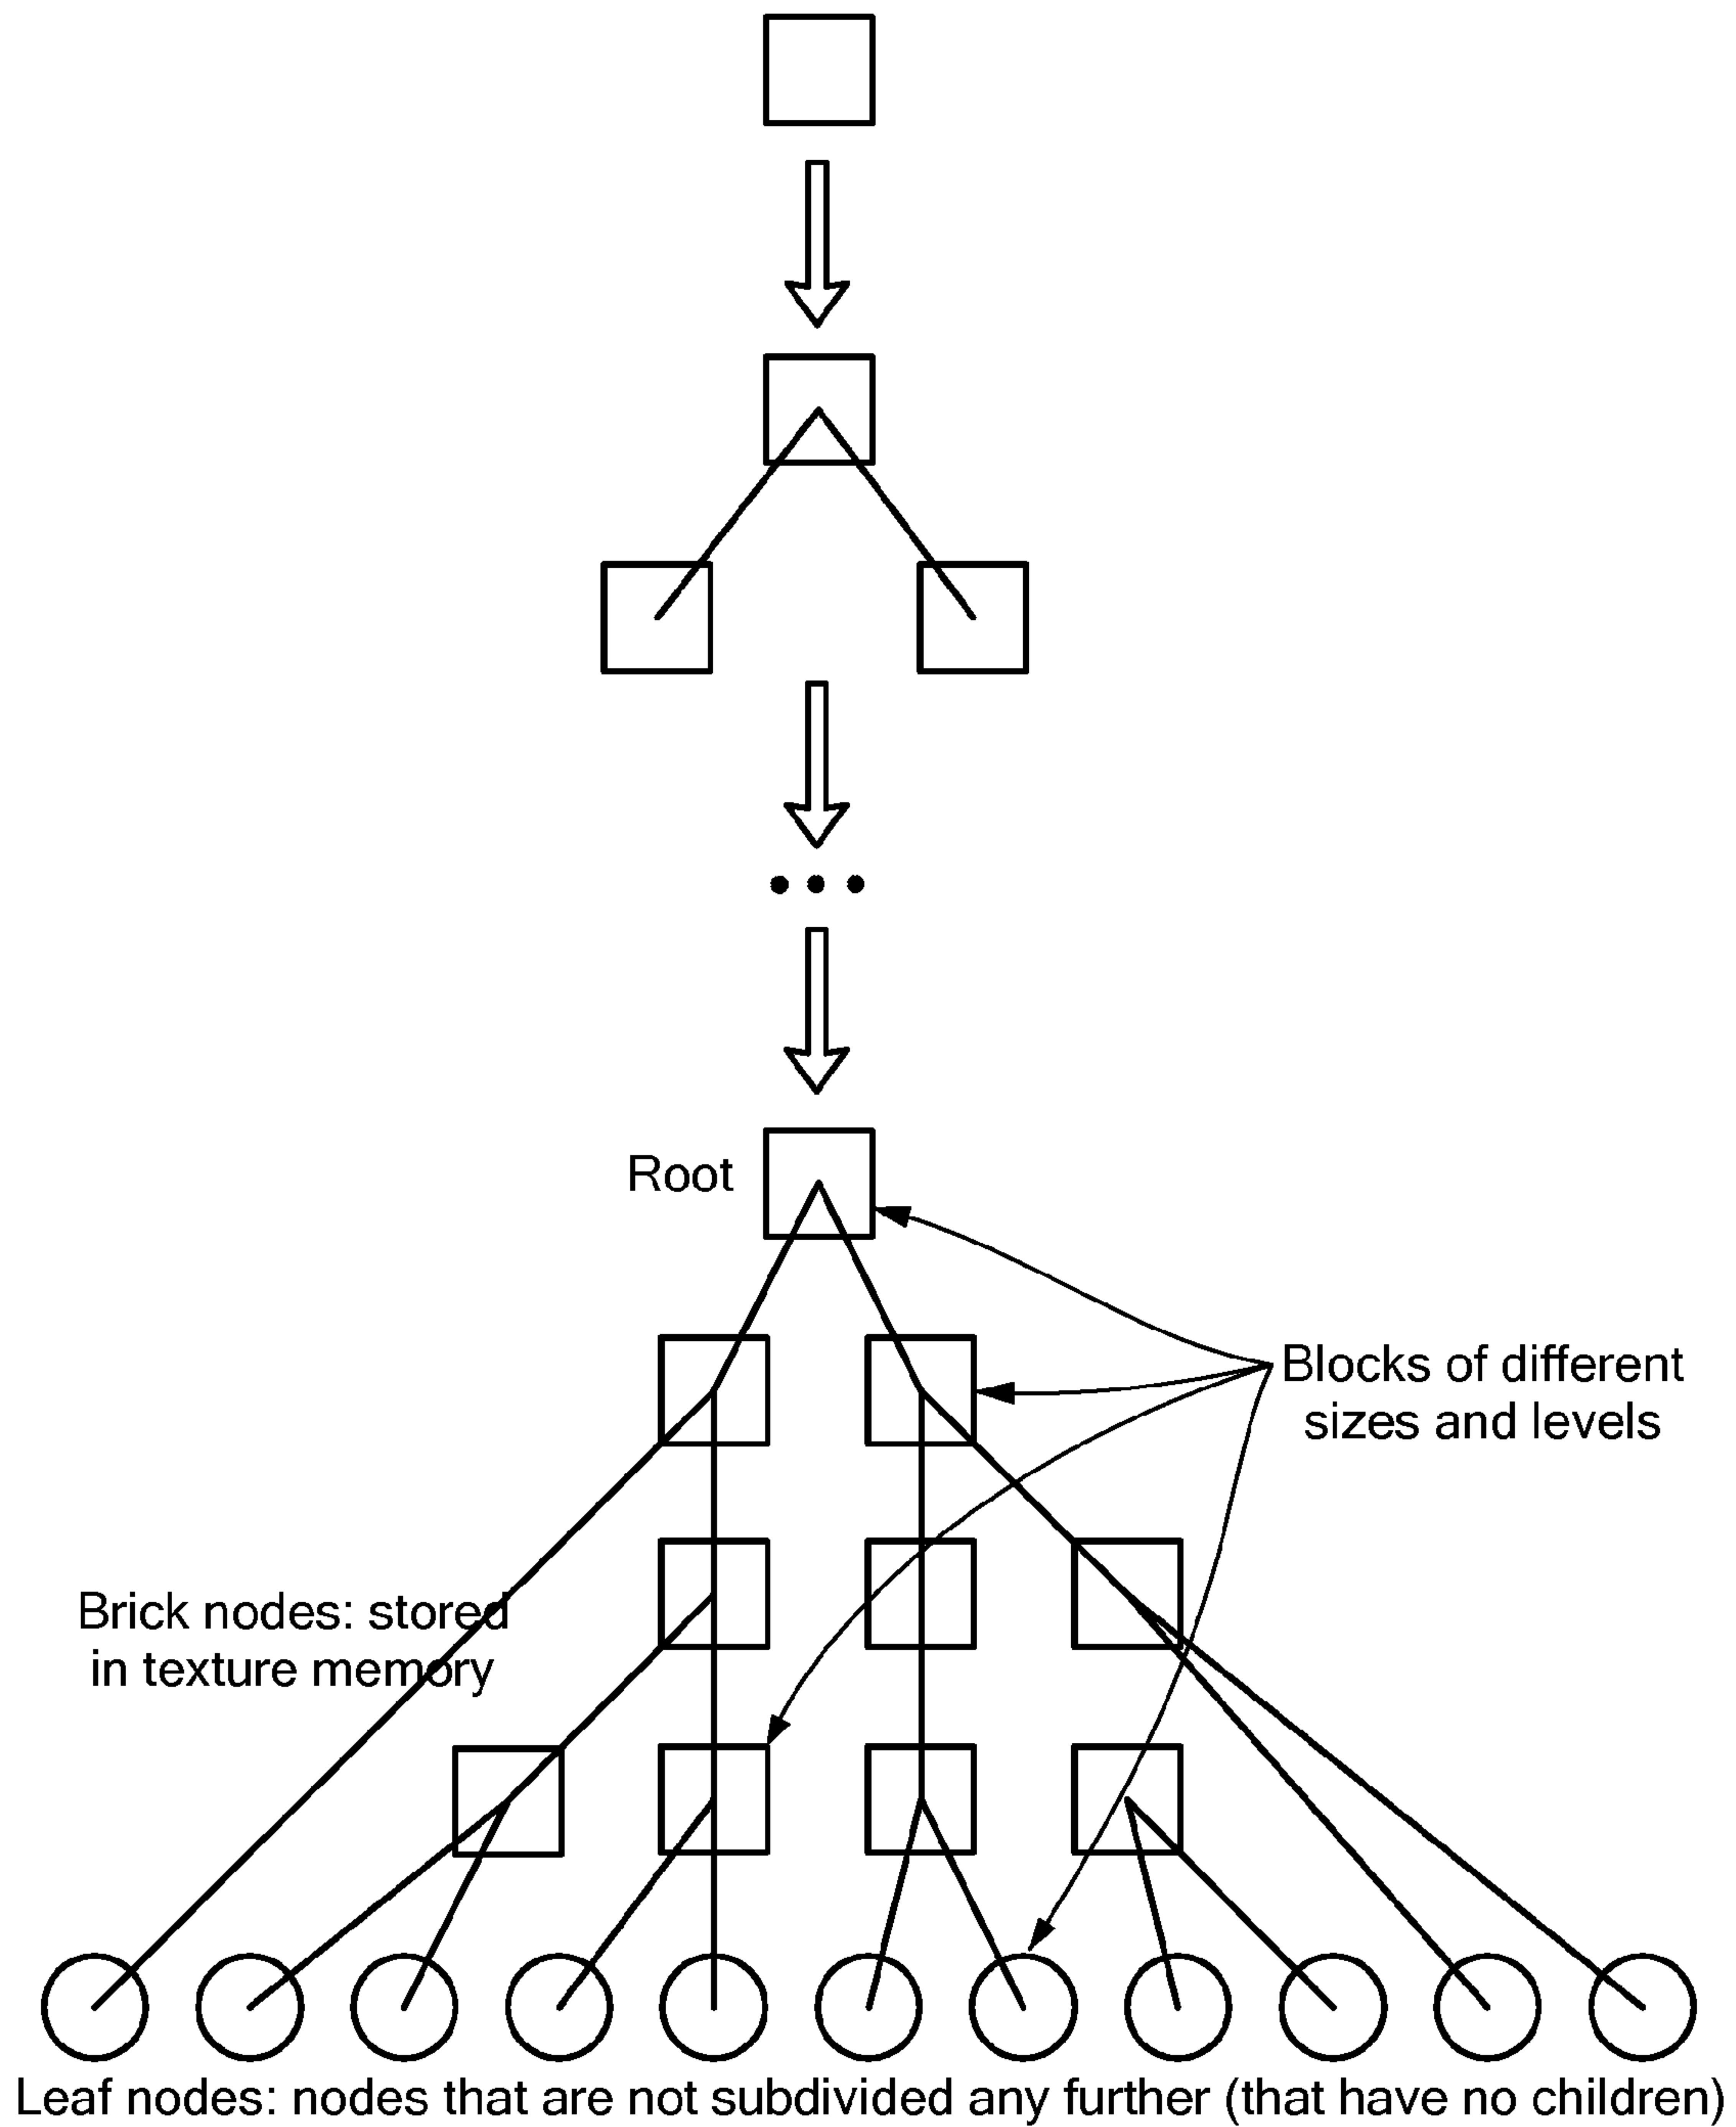 Root
Blocks of different
sizes and levels
Brick nodes: stored
in texture memory
Leaf nodes: nodes that are not subdivided any further (that have no children)